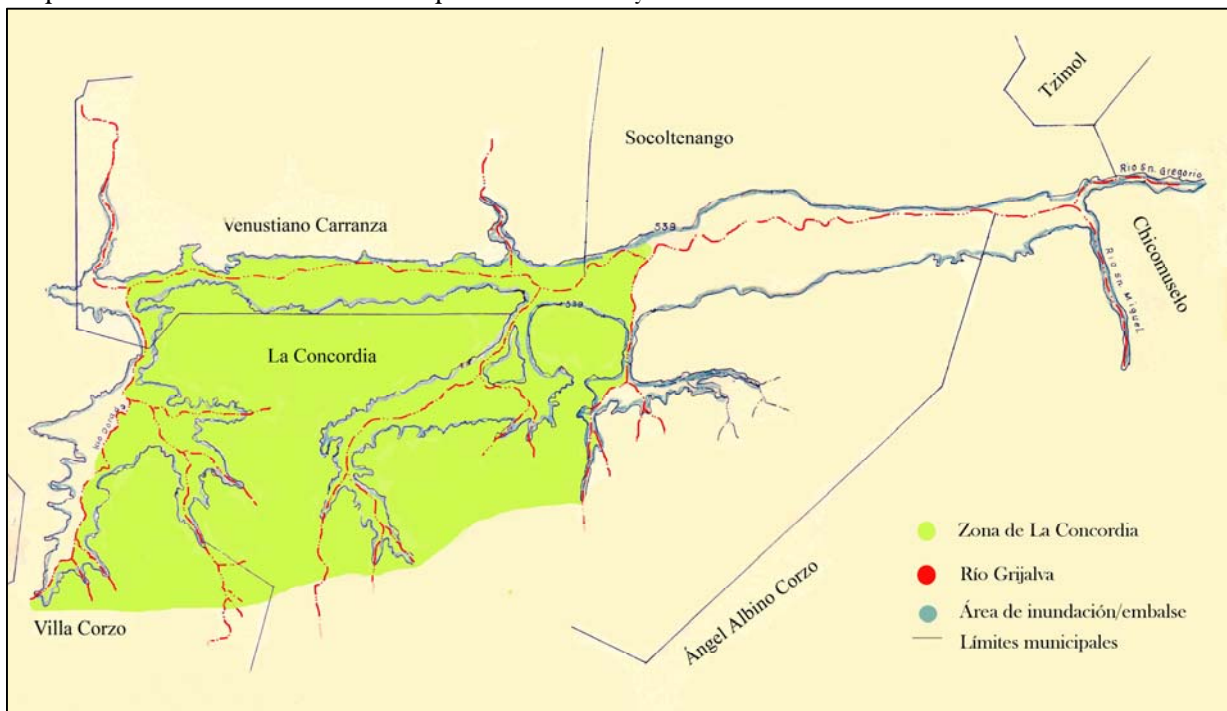 Tzimol
Socoltenango
Río Sn. Gregorio
Venustiano Carranza
539
Chicomuselo
Río Sn. Miguel
539
La Concordia
Zona de La Concordia
Río Grijalva
Ángel Albino Corzo
Área de inundación/embalse
Villa Corzo
Límites municipales